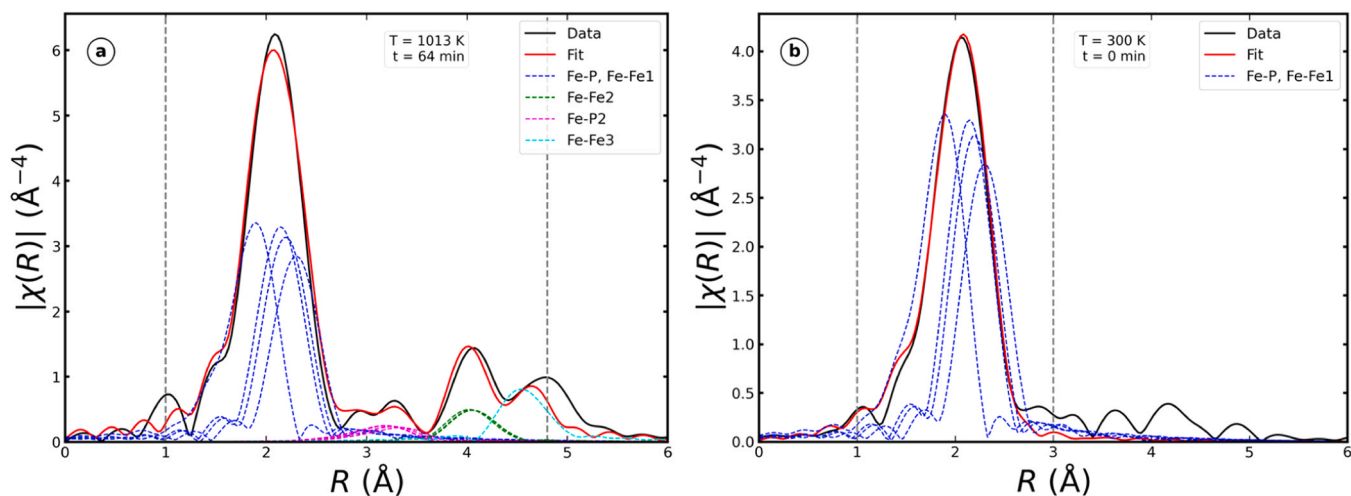 a
T = 1013 K
t = 64 min
Data
Fit
Fe-P, Fe-Fe1
Fe-Fe2
Fe-P2
Fe-Fe3
|χ(R)| (Å⁻⁴)
6
5
4
3
2
1
0
0 1 2 3 4 5 6
R (Å)
b
T = 300 K
t = 0 min
Data
Fit
Fe-P, Fe-Fe1
|χ(R)| (Å⁻⁴)
4.0
3.5
3.0
2.5
2.0
1.5
1.0
0.5
0.0
0 1 2 3 4 5 6
R (Å)